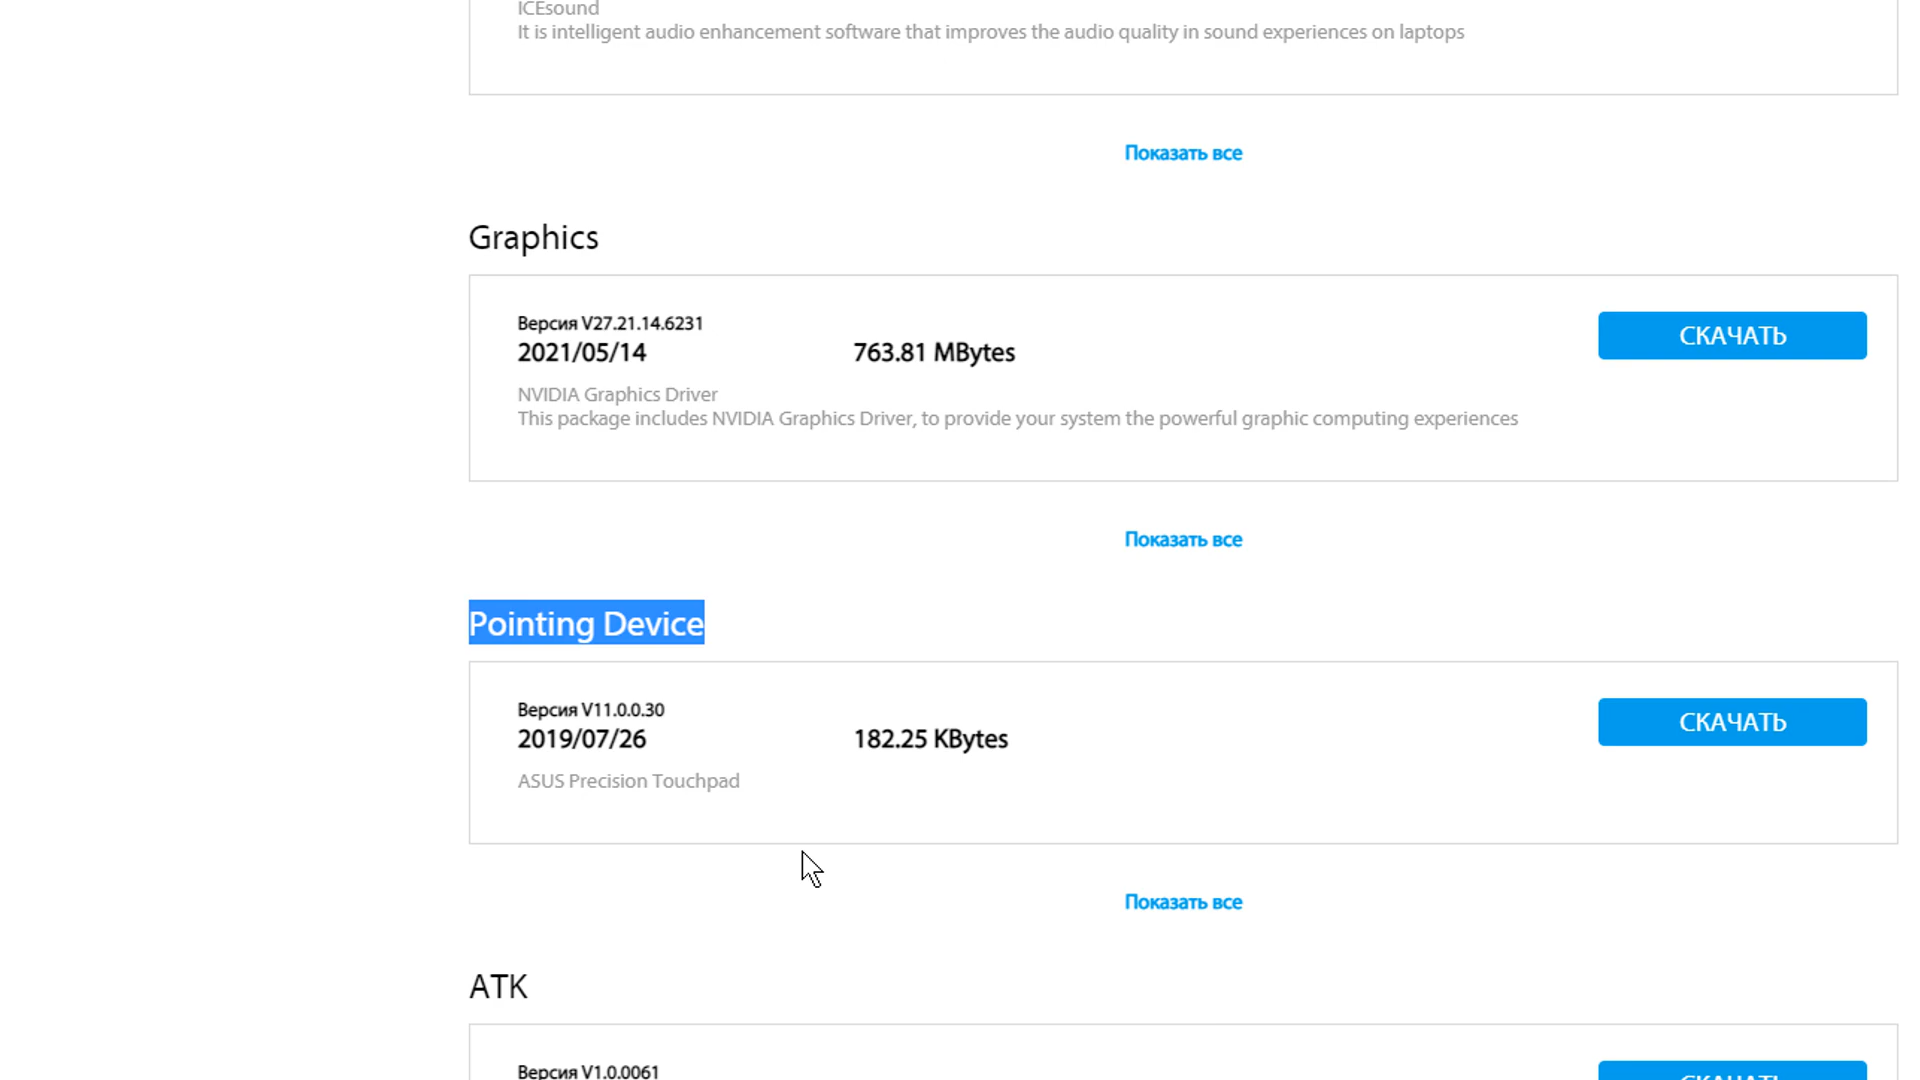 ICEsound
It is intelligent audio enhancement software that improves the audio quality in sound experiences on laptops
Показать все
Graphics
Версия V27.21.14.6231
2021/05/14
763.81 MBytes
СКАЧАТЬ
NVIDIA Graphics Driver
This package includes NVIDIA Graphics Driver, to provide your system the powerful graphic computing experiences
Показать все
Pointing Device
Версия V11.0.0.30
2019/07/26
182.25 KBytes
СКАЧАТЬ
ASUS Precision Touchpad
Показать все
ATK
Версия V1.0.0061
СКАЧАТЬ